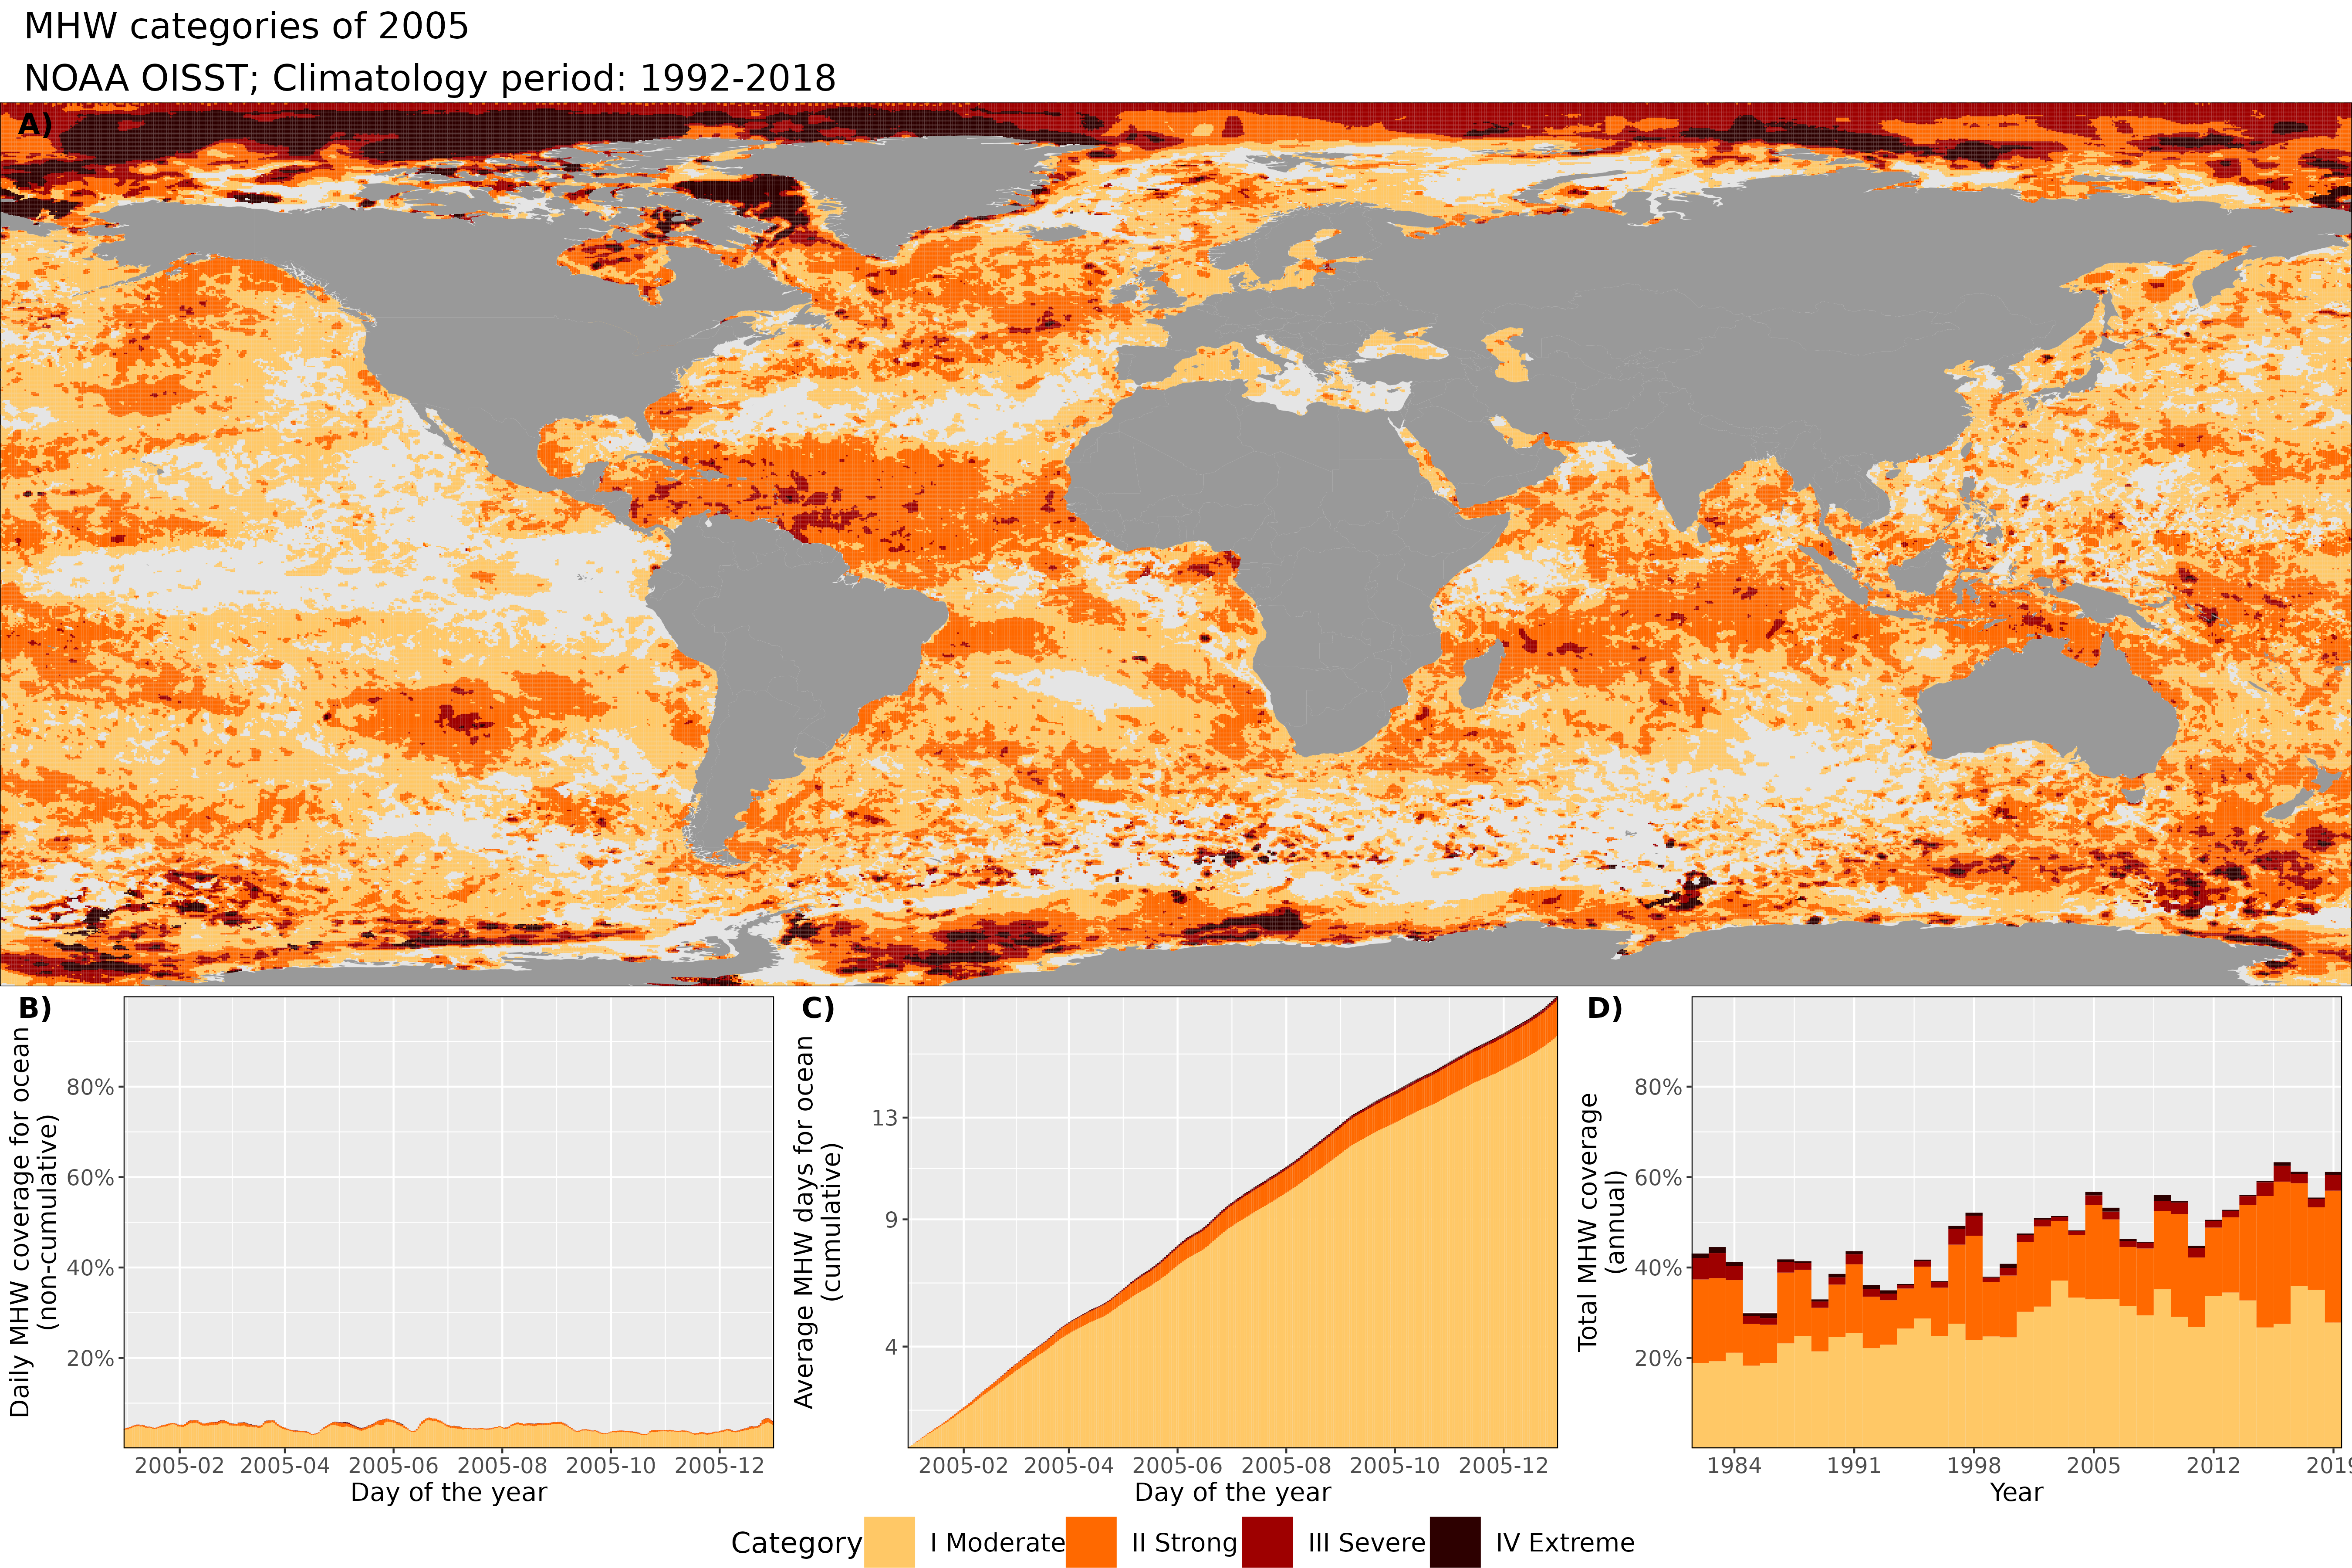 MHW categories of 2005
NOAA OISST; Climatology period: 1992-2018
A)
B)
Daily MHW coverage for ocean
(non-cumulative)
80%
60%
40%
20%
2005-02 2005-04 2005-06 2005-08 2005-10 2005-12
Day of the year
C)
Average MHW days for ocean
(cumulative)
13
9
4
2005-02 2005-04 2005-06 2005-08 2005-10 2005-12
Day of the year
D)
Total MHW coverage
(annual)
80%
60%
40%
20%
1984 1991 1998 2005 2012 2019
Year
Category I Moderate II Strong III Severe IV Extreme